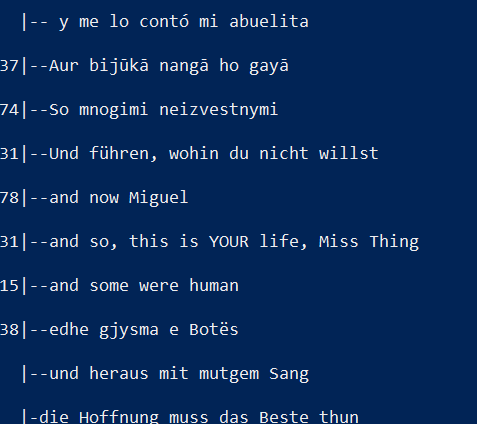 |-- y me lo contó mi abuelita
37|--Aur bijūkā nangā ho gayā
74|--So mnogimi neizvestnymi
31|--Und führen, wohin du nicht willst
78|--and now Miguel
31|--and so, this is YOUR life, Miss Thing
15|--and some were human
38|--edhe gjysma e Botës
|--und heraus mit mutgem Sang
|-die Hoffnung muss das Beste thun